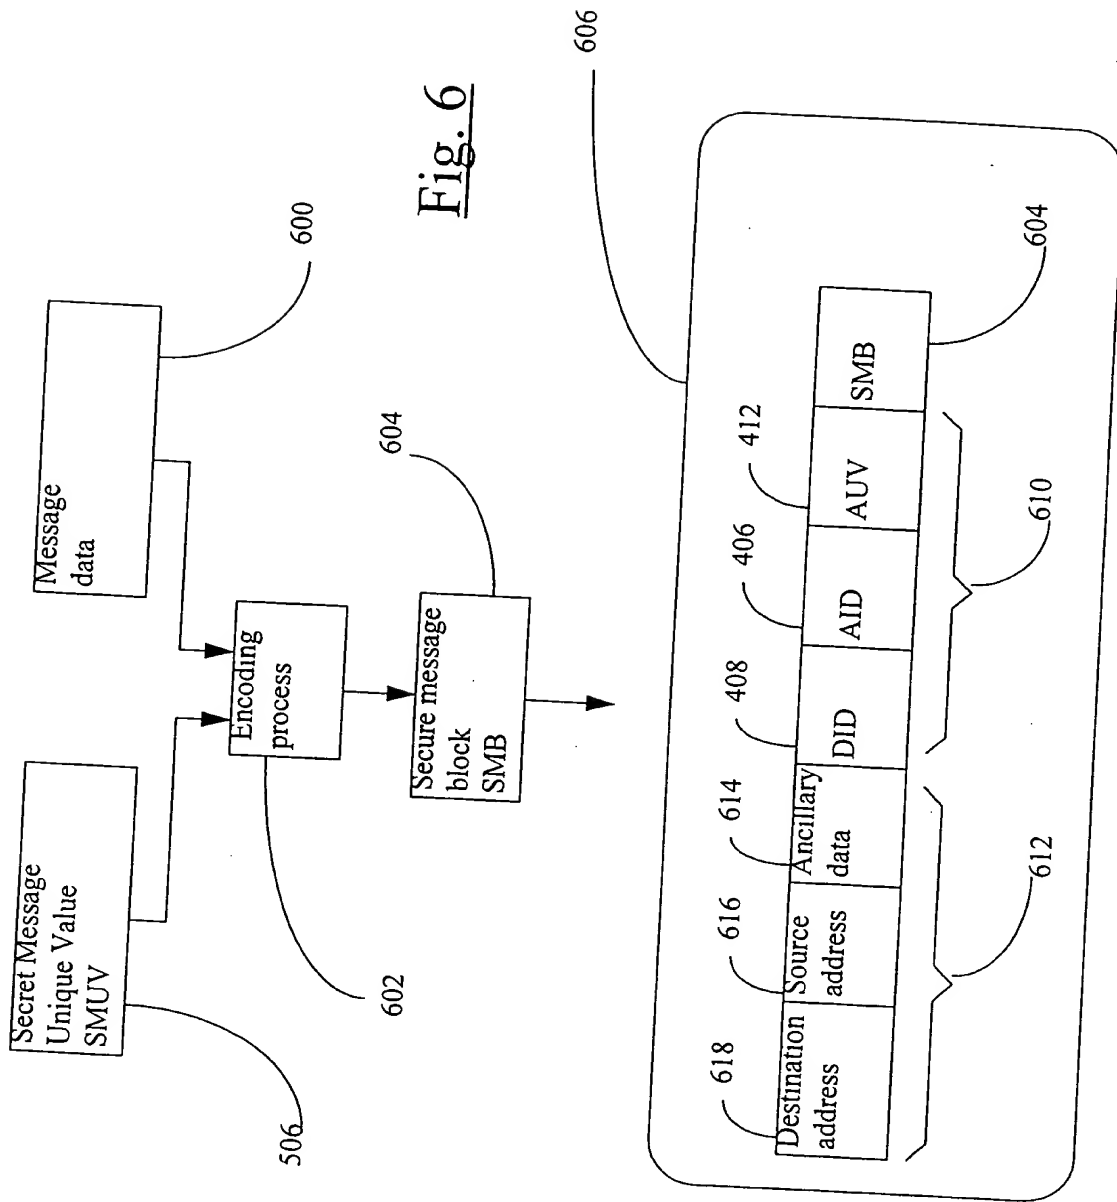 Secret Message
Unique Value
SMUV
506
Message
data
600
Encoding
process
602
Secure message
block
SMB
604
Fig. 6
606
618
616
614
408
406
412
Destination
address
Source
address
Ancillary
data
DID
AID
AUV
SMB
604
612
610